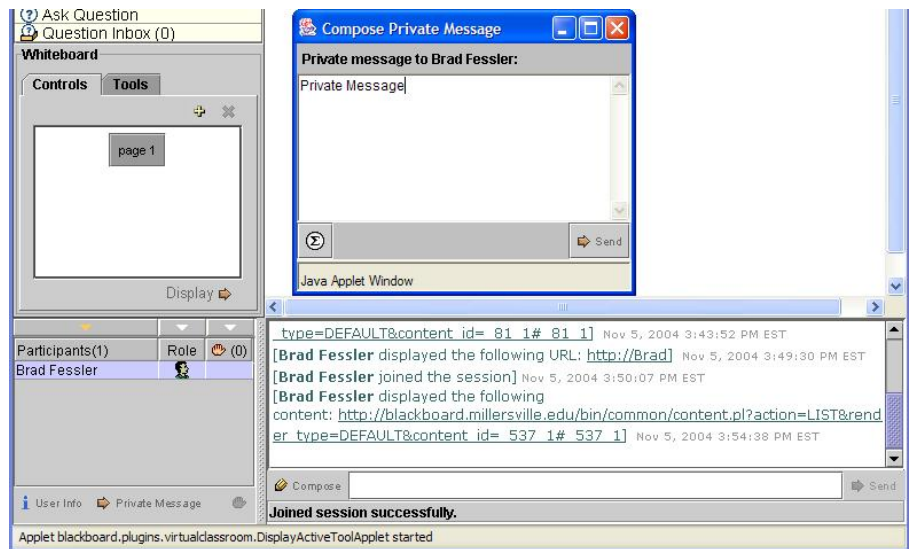 Ask Question
Question Inbox (0)
Whiteboard
Controls Tools
page 1
Display
Compose Private Message
Private message to Brad Fessler:
Private Message
Σ
Send
Java Applet Window
Participants(1) Role (0)
Brad Fessler
User Info Private Message
_type=DEFAULT&content_id=_81_1#_81_1] Nov 5, 2004 3:43:52 PM EST
[Brad Fessler displayed the following URL: http://Brad] Nov 5, 2004 3:49:30 PM EST
[Brad Fessler joined the session] Nov 5, 2004 3:50:07 PM EST
[Brad Fessler displayed the following
content: http://blackboard.millersville.edu/bin/common/content.pl?action=LIST&rend
er_type=DEFAULT&content_id=_537_1#_537_1] Nov 5, 2004 3:54:38 PM EST
Compose Send
Joined session successfully.
Applet blackboard.plugins.virtualclassroom.DisplayActiveToolApplet started